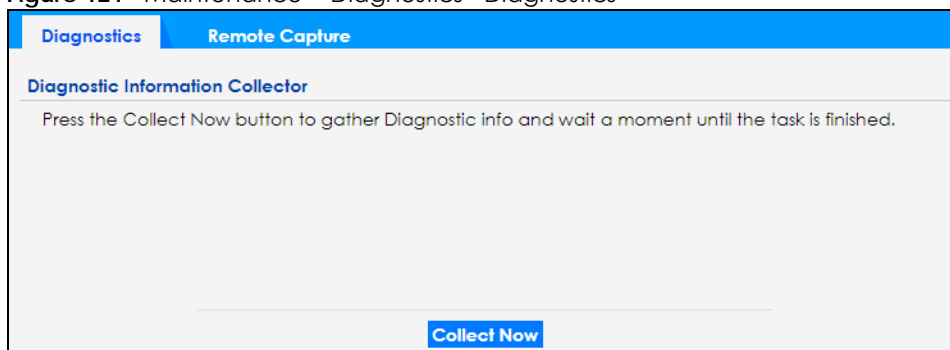 Diagnostics Remote Capture
Diagnostic Information Collector
Press the Collect Now button to gather Diagnostic info and wait a moment until the task is finished.
Collect Now